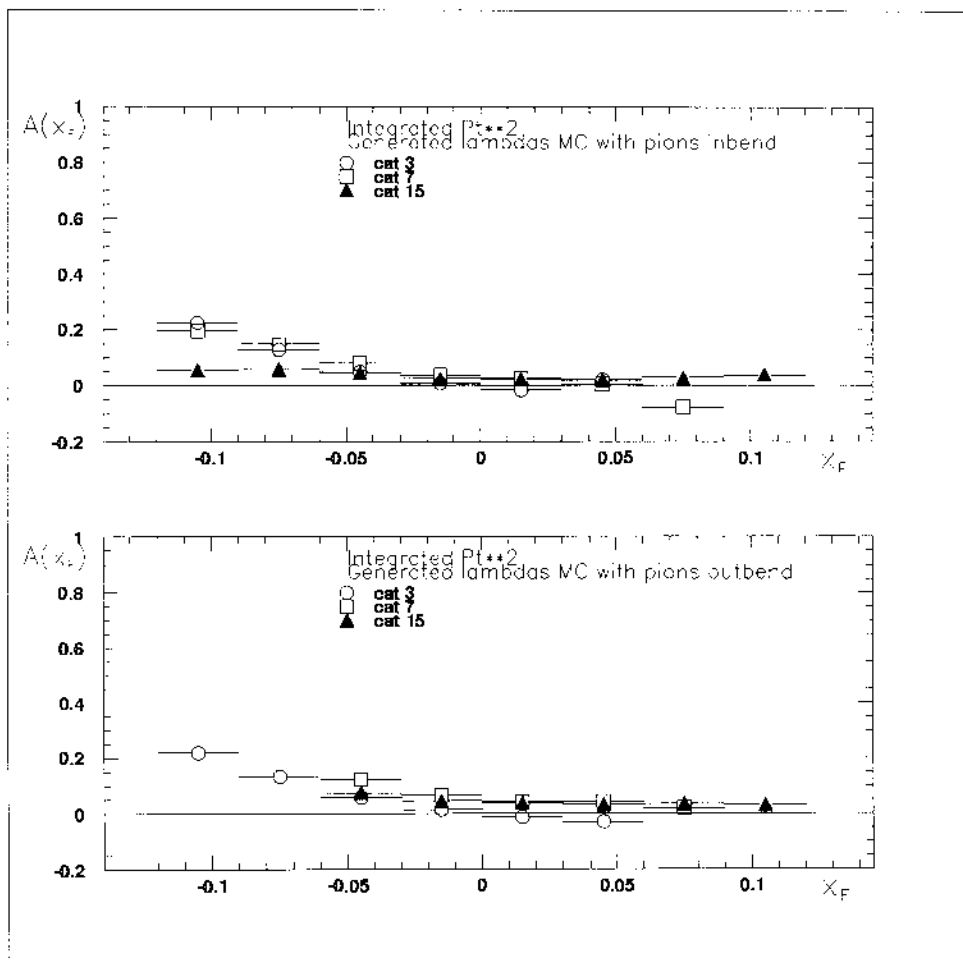 1
A(x_F)
Integrated Pt**2
Generated lambdas MC with pions inbend
0.8
cat 3
cat 7
cat 15
0.6
0.4
0.2
0
-0.2
-0.1
-0.05
0
0.05
0.1
X_F
1
A(x_F)
Integrated Pt**2
Generated lambdas MC with pions outbend
0.8
cat 3
cat 7
cat 15
0.6
0.4
0.2
0
-0.2
-0.1
-0.05
0
0.05
0.1
X_F